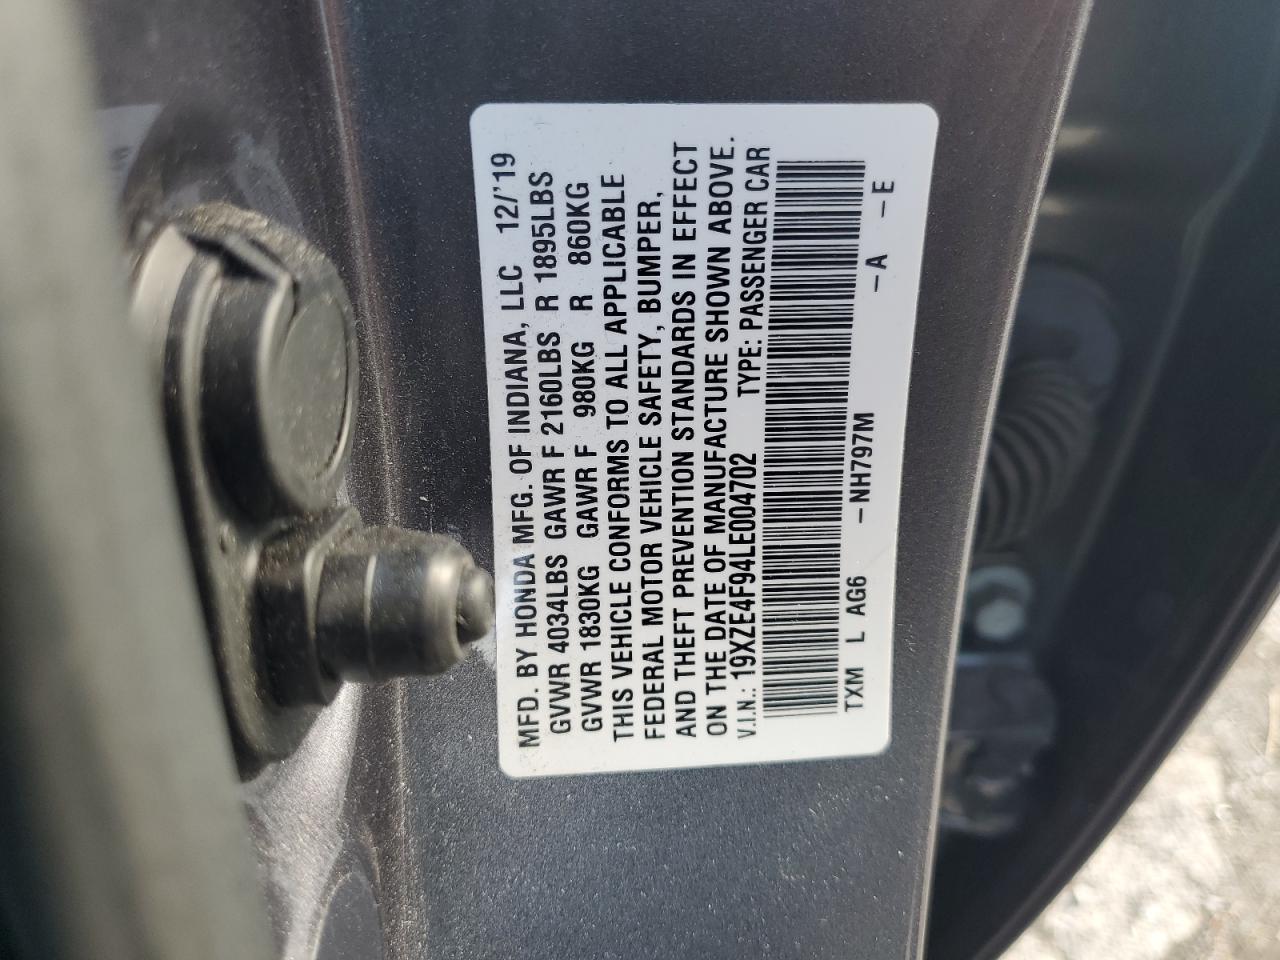 MFD. BY HONDA MFG. OF INDIANA, LLC 12/'19
GVWR 4034LBS GAWR F 2160LBS R 1895LBS
GVWR 1830KG GAWR F 980KG R 860KG
THIS VEHICLE CONFORMS TO ALL APPLICABLE
FEDERAL MOTOR VEHICLE SAFETY, BUMPER,
AND THEFT PREVENTION STANDARDS IN EFFECT
ON THE DATE OF MANUFACTURE SHOWN ABOVE.
V.I.N.: 19XZE4F94LE004702 TYPE: PASSENGER CAR
TXM L AG6 –NH797M –A –E